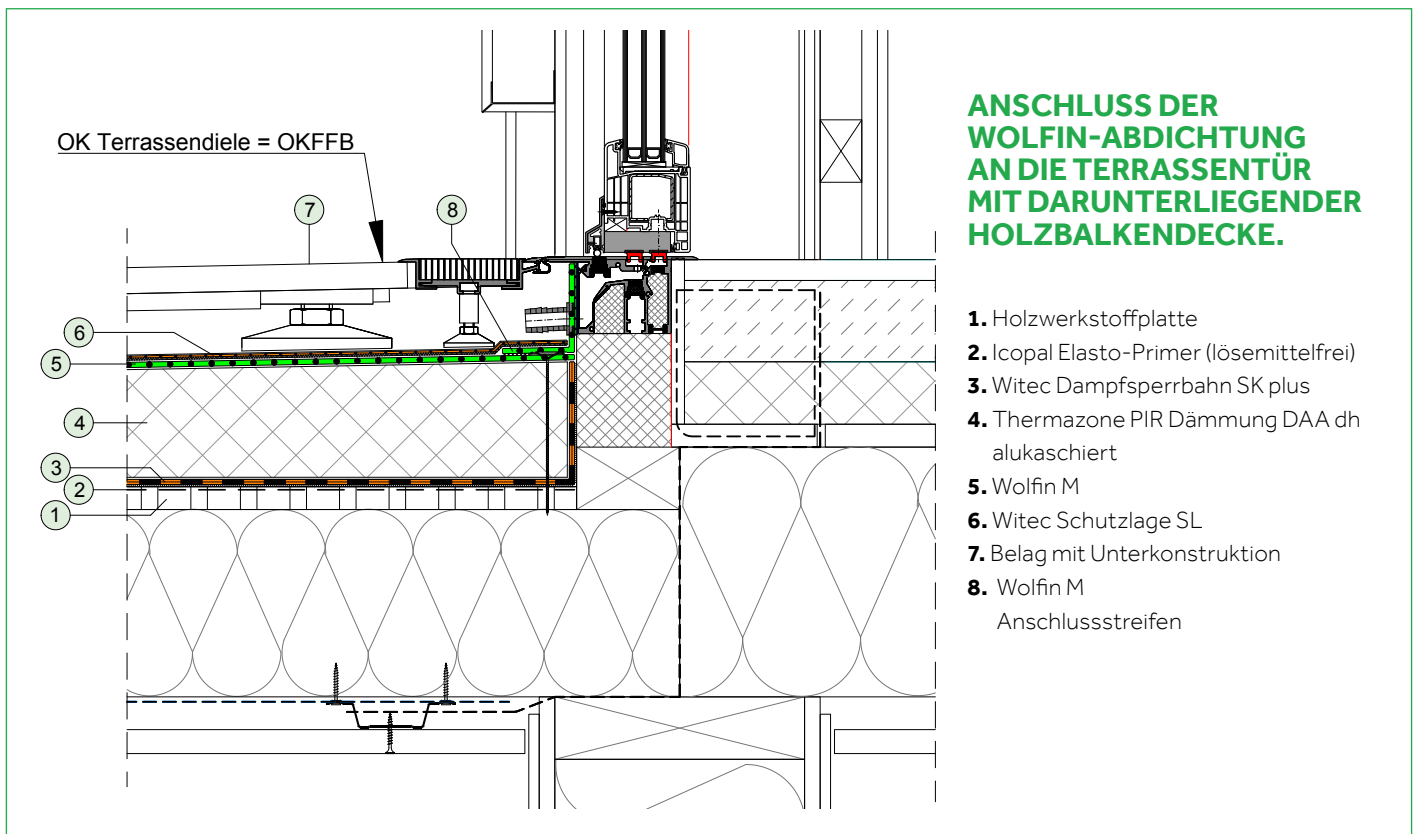 OK Terrassendiele = OKFFB
7
8
6
5
4
3
2
1
ANSCHLUSS DER
WOLFIN-ABDICHTUNG
AN DIE TERRASSENTÜR
MIT DARUNTERLIEGENDER
HOLZBALKENDECKE.
1. Holzwerkstoffplatte
2. Icopal Elasto-Primer (lösemittelfrei)
3. Witec Dampfsperrbahn SK plus
4. Thermazone PIR Dämmung DAA dh
alukaschiert
5. Wolfin M
6. Witec Schutzlage SL
7. Belag mit Unterkonstruktion
8. Wolfin M
Anschlussstreifen